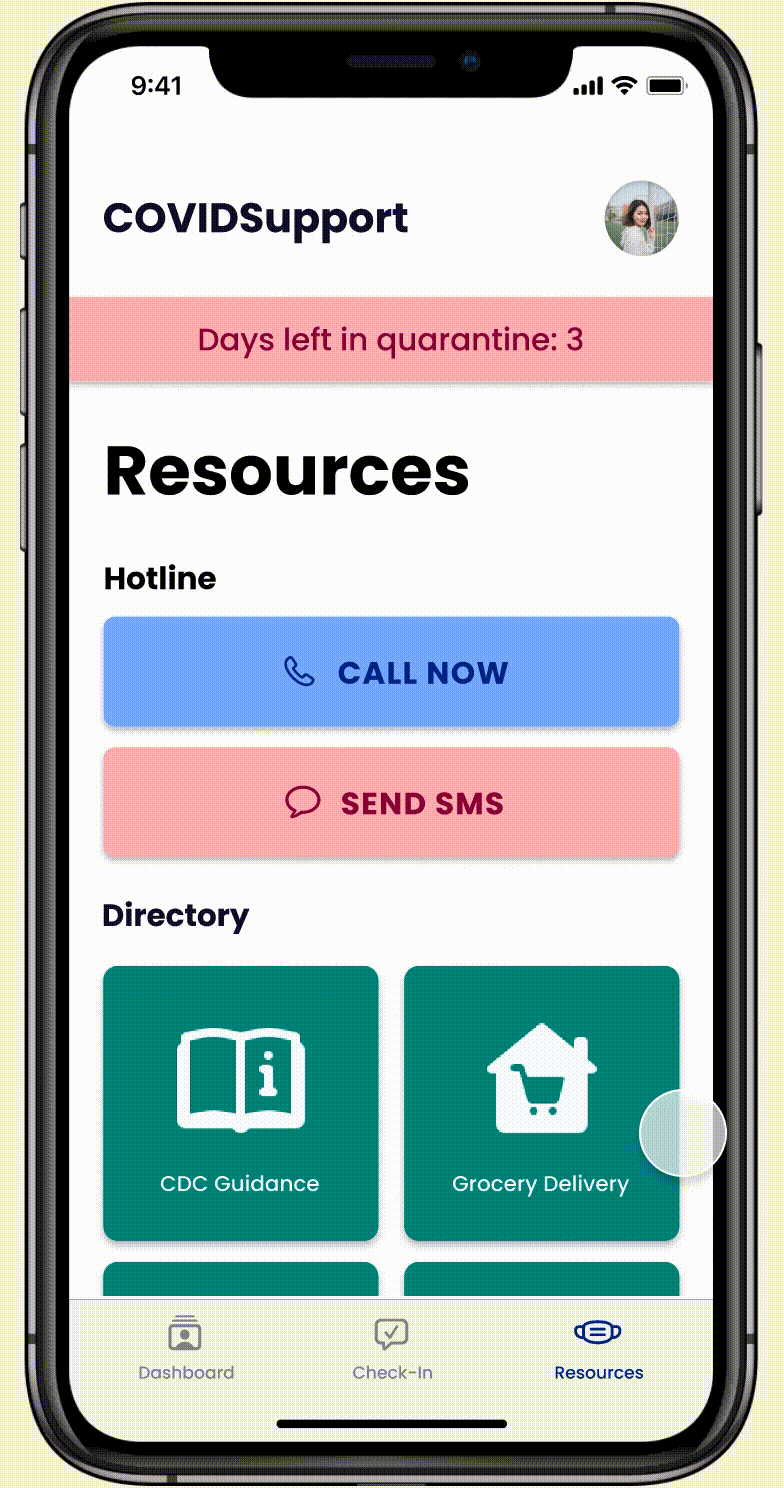 9:41
COVIDSupport
Days left in quarantine: 3
Resources
Hotline
CALL NOW
SEND SMS
Directory
CDC Guidance
Grocery Delivery
Dashboard
Check-In
Resources